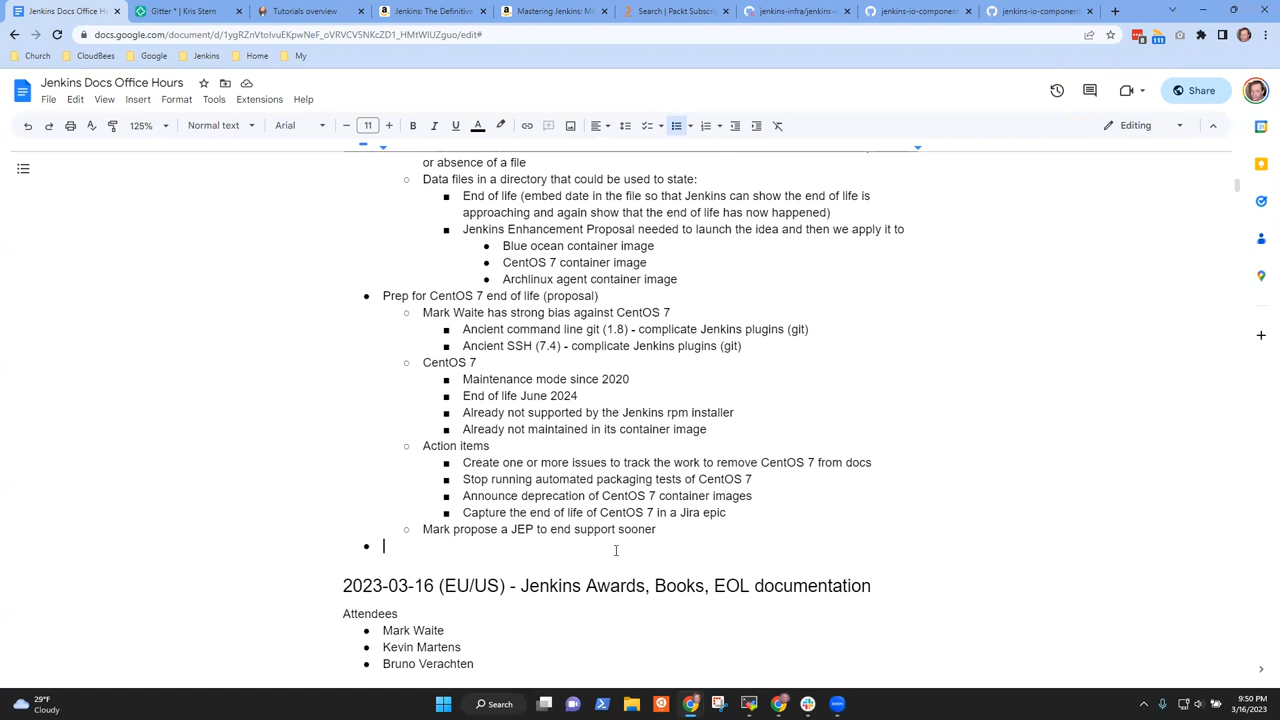 Jenkins Docs Office H
Gitter * | Kris Stern
Tutorials overview
Jenkins: The Definitive
Mastering Jenkins: M
Search | Packt Subscrip
jenkins-infra/jenkins-
jenkins-io-component
jenkins-io-component
docs.google.com/document/d/1ygRZnVtoIvuEKpwNeF_oVRVCV5NKcZD1_HMtWlUZguo/edit#
Church
CloudBees
Google
Jenkins
Home
My
Jenkins Docs Office Hours
File Edit View Insert Format Tools Extensions Help
Share
125% Normal text Arial 11 Editing
or absence of a file
Data files in a directory that could be used to state:
End of life (embed date in the file so that Jenkins can show the end of life is
approaching and again show that the end of life has now happened)
Jenkins Enhancement Proposal needed to launch the idea and then we apply it to
Blue ocean container image
CentOS 7 container image
Archlinux agent container image
Prep for CentOS 7 end of life (proposal)
Mark Waite has strong bias against CentOS 7
Ancient command line git (1.8) - complicate Jenkins plugins (git)
Ancient SSH (7.4) - complicate Jenkins plugins (git)
CentOS 7
Maintenance mode since 2020
End of life June 2024
Already not supported by the Jenkins rpm installer
Already not maintained in its container image
Action items
Create one or more issues to track the work to remove CentOS 7 from docs
Stop running automated packaging tests of CentOS 7
Announce deprecation of CentOS 7 container images
Capture the end of life of CentOS 7 in a Jira epic
Mark propose a JEP to end support sooner
2023-03-16 (EU/US) - Jenkins Awards, Books, EOL documentation
Attendees
Mark Waite
Kevin Martens
Bruno Verachten
29°F
Cloudy
Search
9:50 PM
3/16/2023